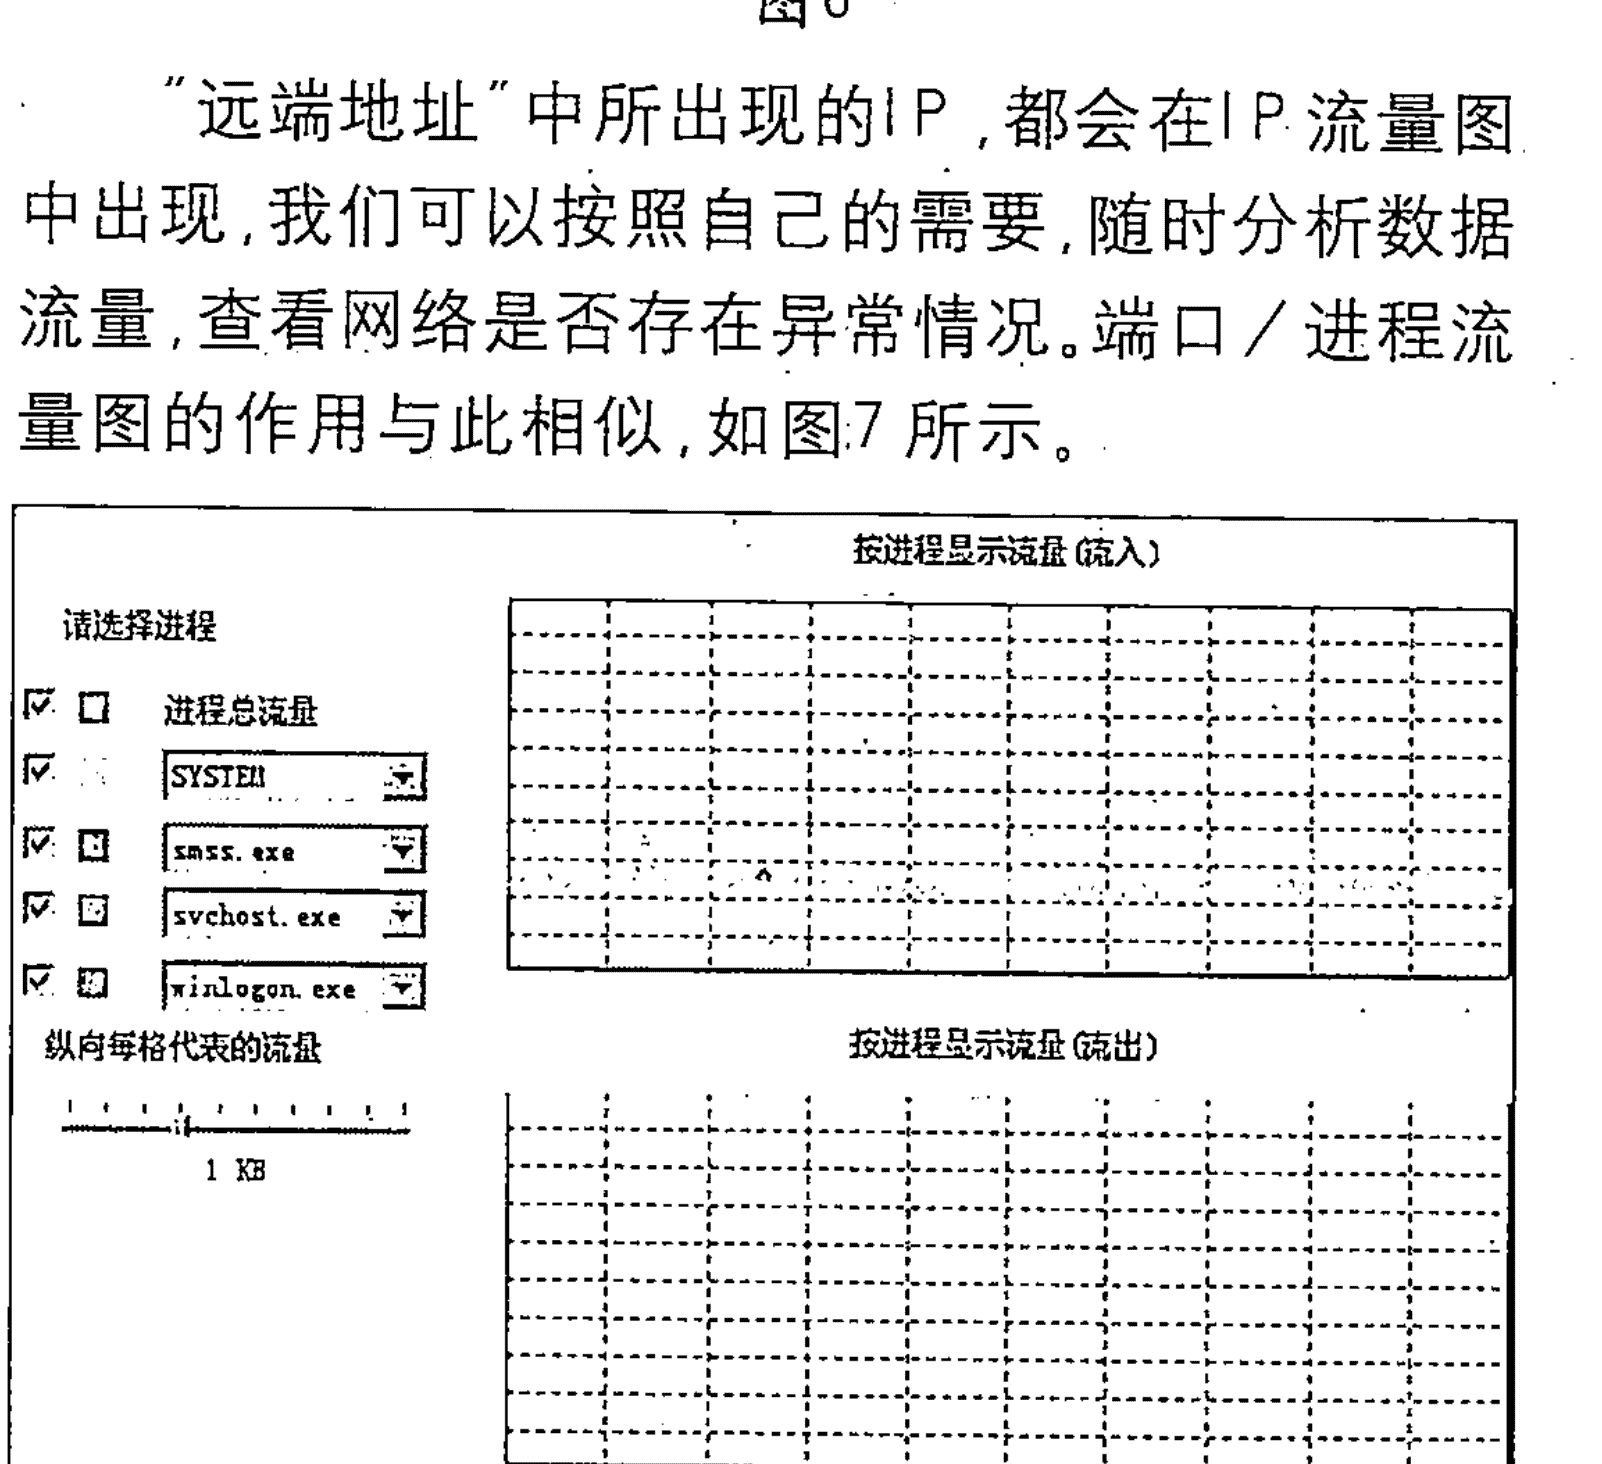 图6
“远端地址”中所出现的IP,都会在IP流量图
中出现,我们可以按照自己的需要,随时分析数据
流量,查看网络是否存在异常情况。端口/进程流
量图的作用与此相似,如图7所示。
按进程显示流量(流入)
请选择进程
进程总流量
SYSTEM
smss.exe
svchost.exe
winlogon.exe
纵向每格代表的流量
按进程显示流量(流出)
1 KB